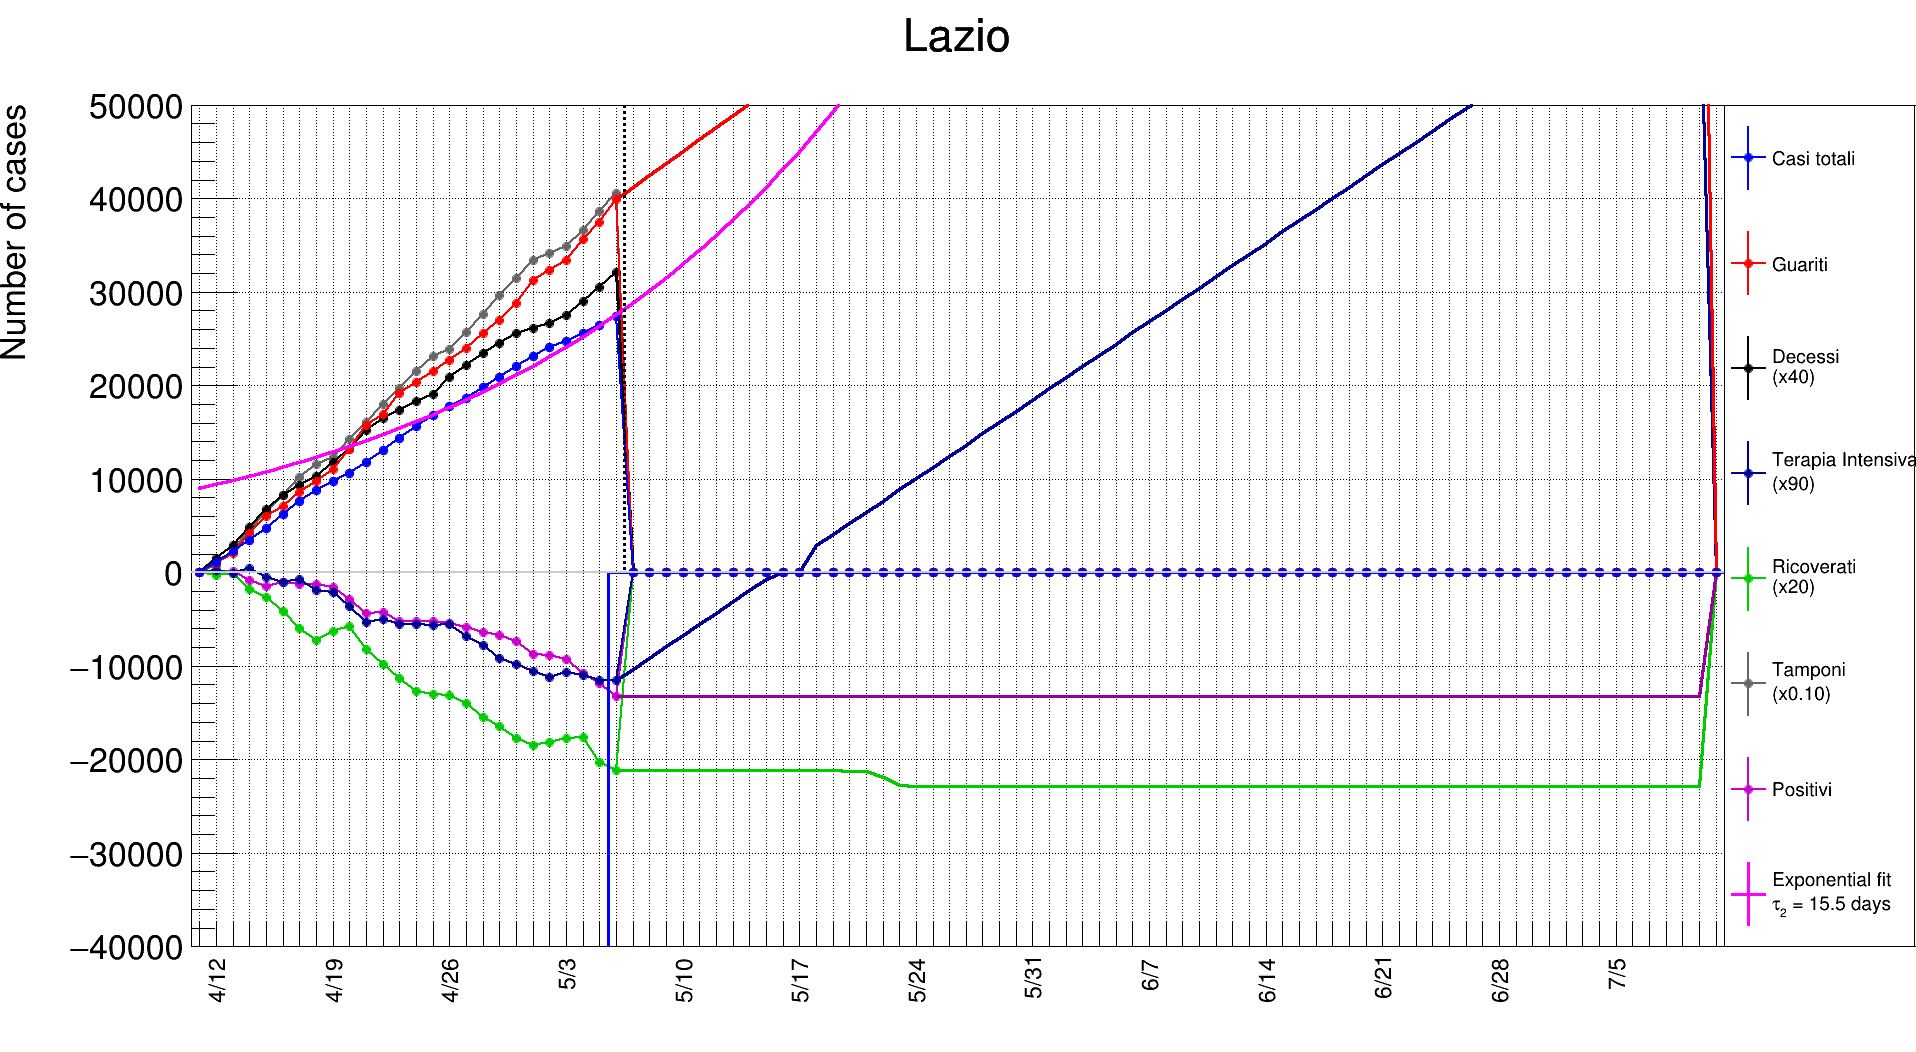 Lazio
Number of cases
50000
40000
30000
20000
10000
0
−10000
−20000
−30000
−40000
4/12
4/19
4/26
5/3
5/10
5/17
5/24
5/31
6/7
6/14
6/21
6/28
7/5
Casi totali
Guariti
Decessi
(x40)
Terapia Intensiva
(x90)
Ricoverati
(x20)
Tamponi
(x0.10)
Positivi
Exponential fit
τ2 = 15.5 days